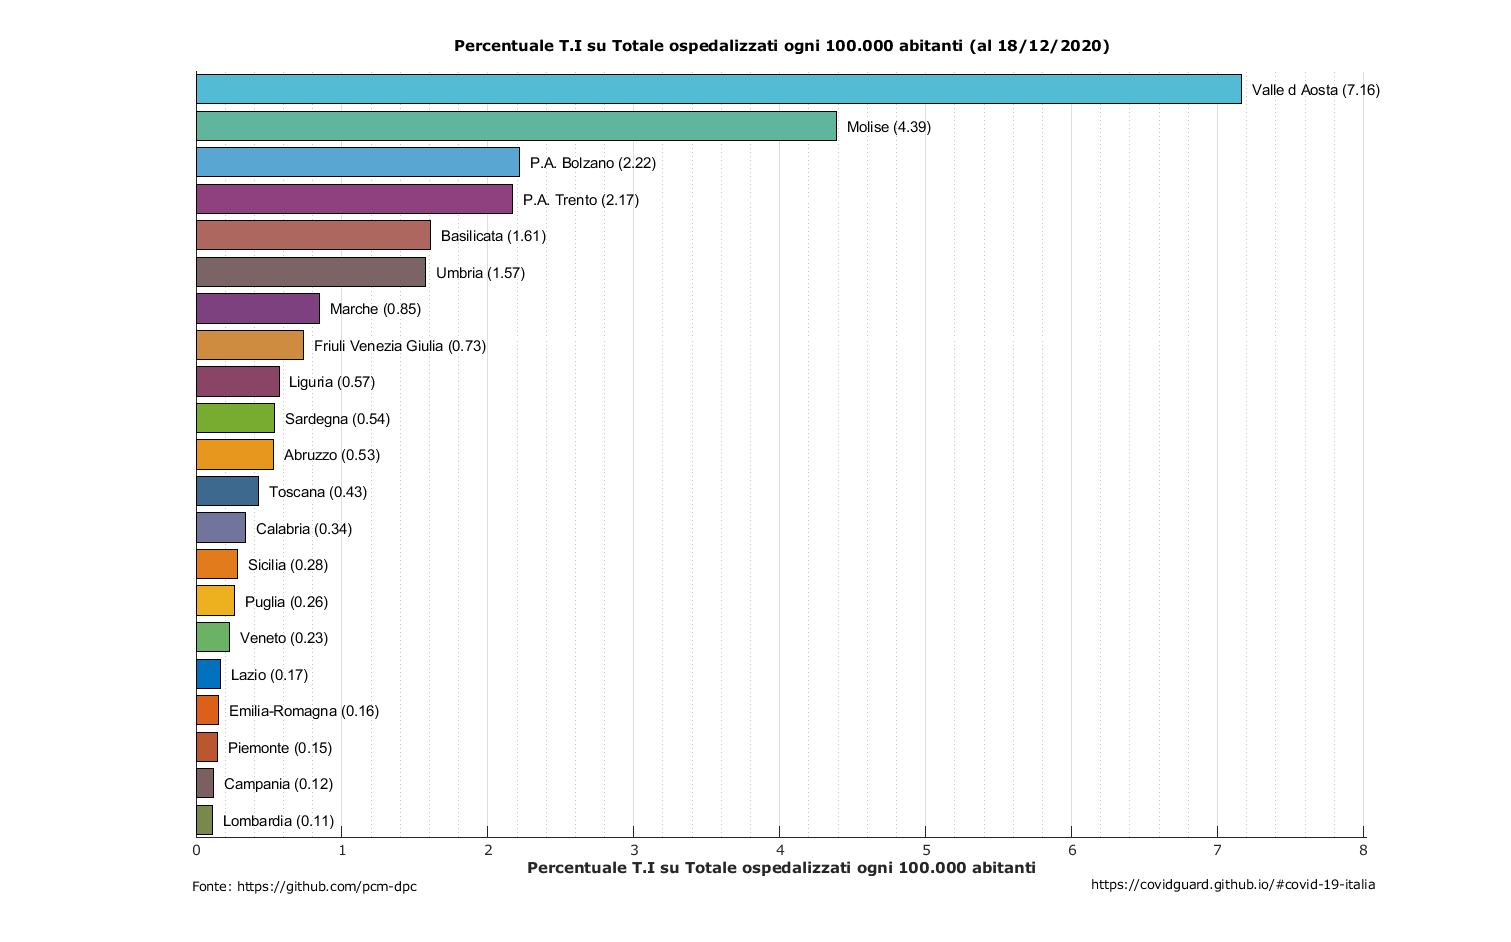 Percentuale T.I su Totale ospedalizzati ogni 100.000 abitanti (al 18/12/2020)
Valle d Aosta (7.16)
Molise (4.39)
P.A. Bolzano (2.22)
P.A. Trento (2.17)
Basilicata (1.61)
Umbria (1.57)
Marche (0.85)
Friuli Venezia Giulia (0.73)
Liguria (0.57)
Sardegna (0.54)
Abruzzo (0.53)
Toscana (0.43)
Calabria (0.34)
Sicilia (0.28)
Puglia (0.26)
Veneto (0.23)
Lazio (0.17)
Emilia-Romagna (0.16)
Piemonte (0.15)
Campania (0.12)
Lombardia (0.11)
0 1 2 3 4 5 6 7 8
Percentuale T.I su Totale ospedalizzati ogni 100.000 abitanti
Fonte: https://github.com/pcm-dpc
https://covidguard.github.io/#covid-19-italia